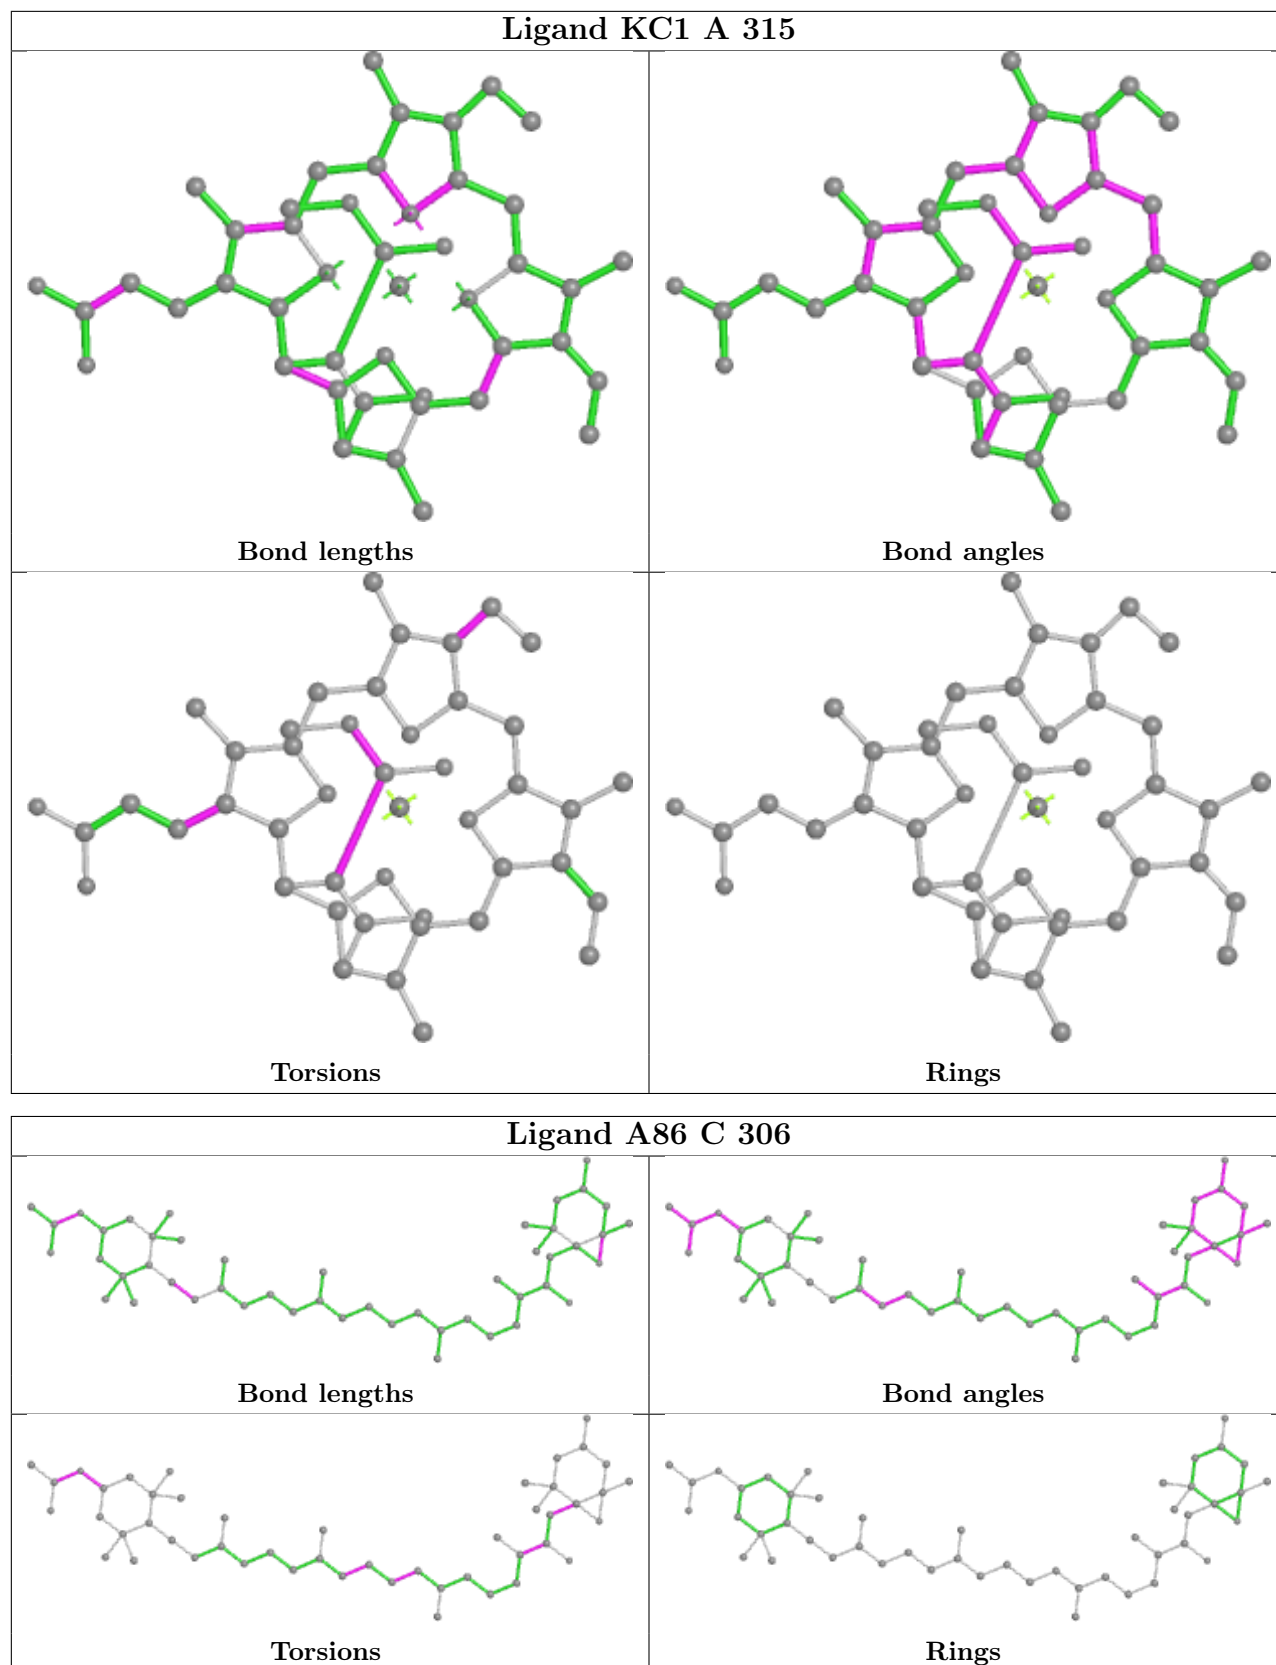 Ligand KC1 A 315
Bond lengths
Bond angles
Torsions
Rings
Ligand A86 C 306
Bond lengths
Bond angles
Torsions
Rings